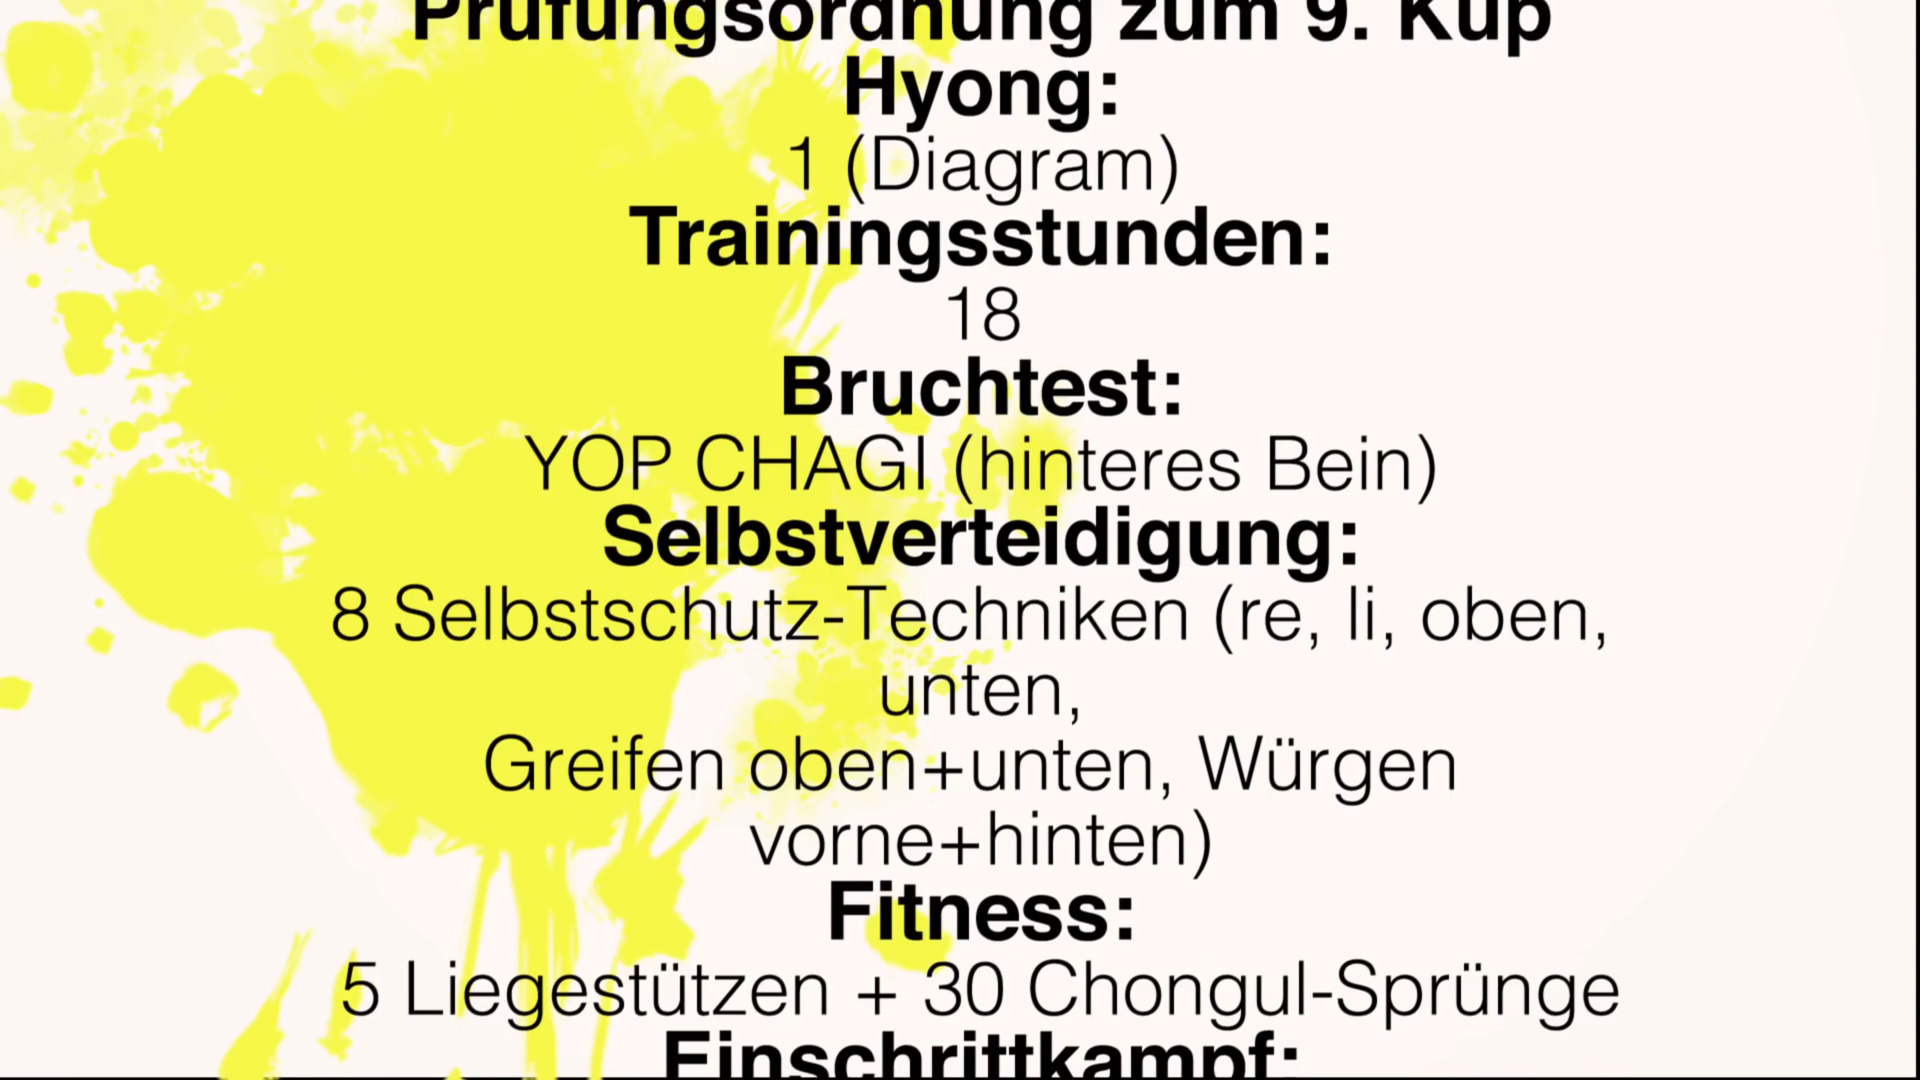 Prüfungsordnung zum 9. Kup
Hyong:
1 (Diagram)
Trainingsstunden:
18
Bruchtest:
YOP CHAGI (hinteres Bein)
Selbstverteidigung:
8 Selbstschutz-Techniken (re, li, oben,
unten,
Greifen oben+unten, Würgen
vorne+hinten)
Fitness:
5 Liegestützen + 30 Chongul-Sprünge
Einschrittkampf: